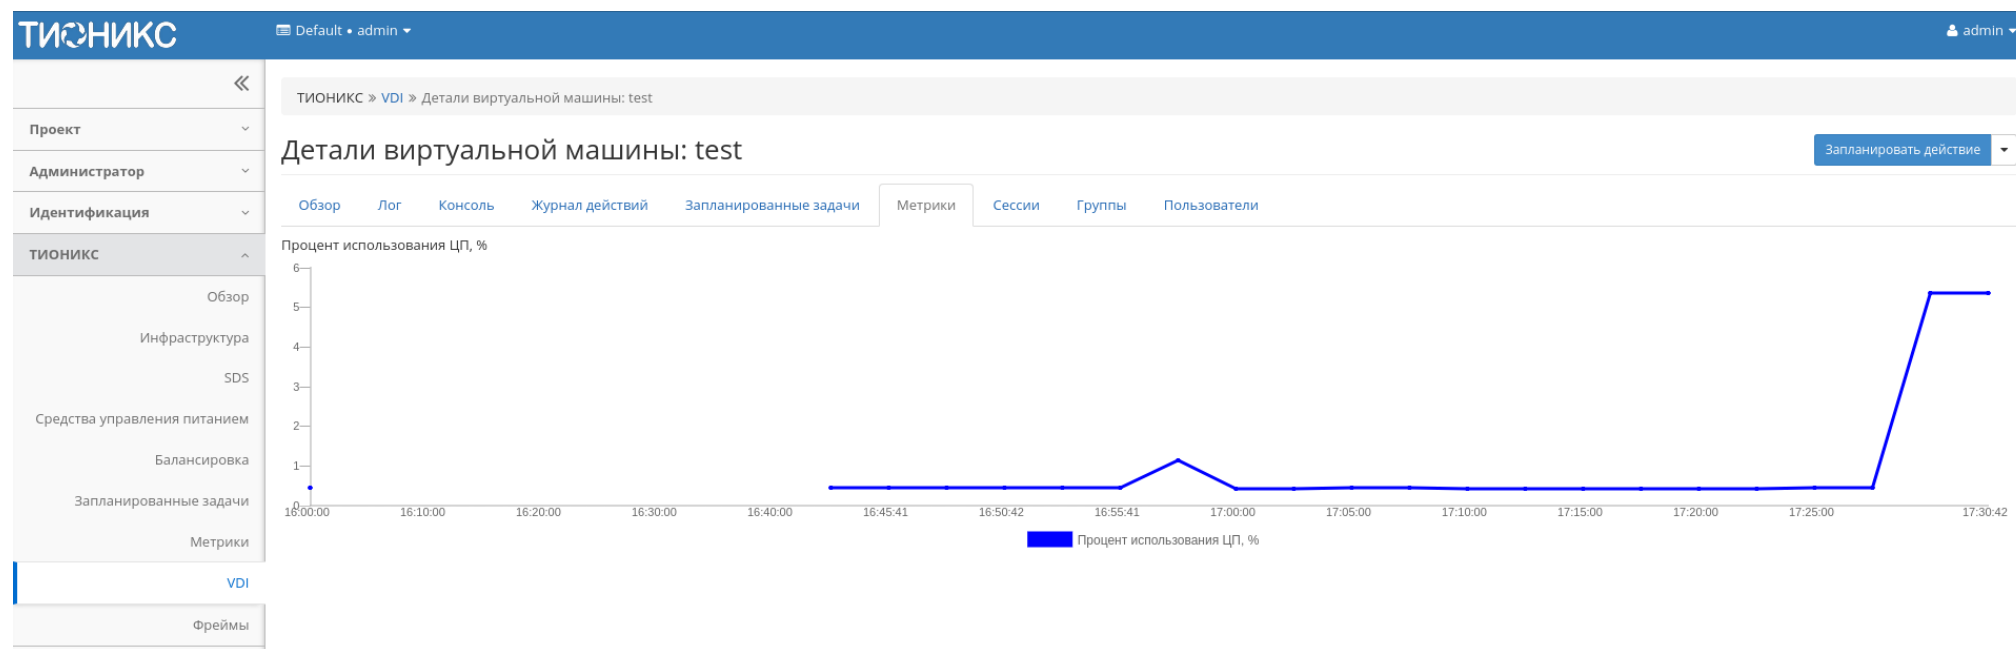 ТИОНИКС
Default • admin
admin
ТИОНИКС » VDI » Детали виртуальной машины: test
Проект
Администратор
Идентификация
ТИОНИКС
Обзор
Инфраструктура
SDS
Средства управления питанием
Балансировка
Запланированные задачи
Метрики
VDI
Фреймы
Детали виртуальной машины: test
Запланировать действие
Обзор Лог Консоль Журнал действий Запланированные задачи Метрики Сессии Группы Пользователи
Процент использования ЦП, %
6
5
4
3
2
1
0
16:00:00 16:10:00 16:20:00 16:30:00 16:40:00 16:45:41 16:50:42 16:55:41 17:00:00 17:05:00 17:10:00 17:15:00 17:20:00 17:25:00 17:30:42
Процент использования ЦП, %